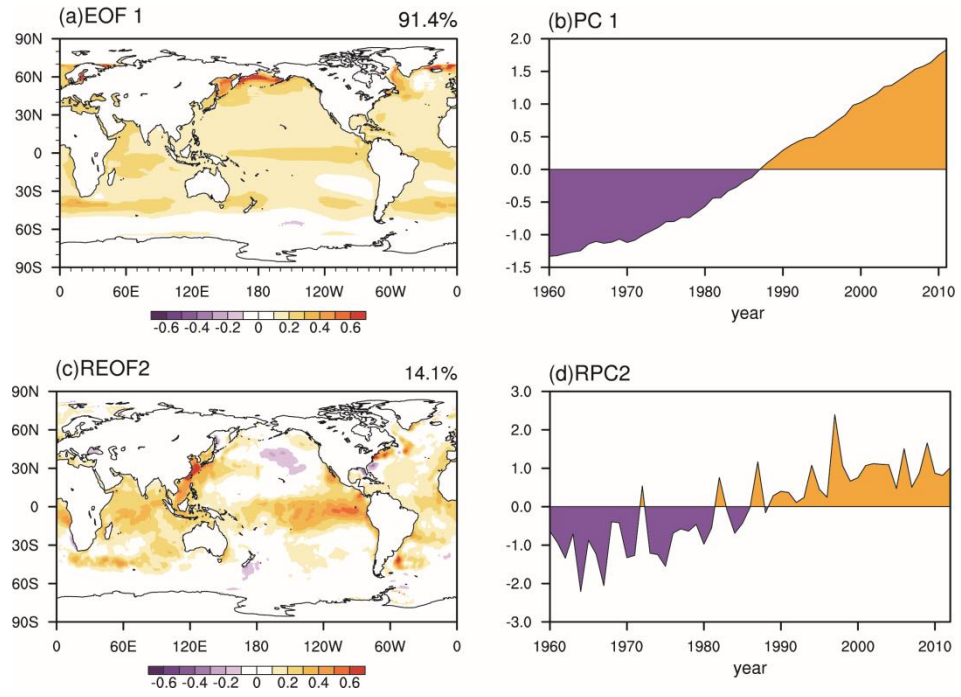 (a)EOF 1 91.4%
90N
60N
30N
0
30S
60S
90S
0 60E 120E 180 120W 60W 0
-0.6 -0.4 -0.2 0 0.2 0.4 0.6
(b)PC 1
2.0
1.5
1.0
0.5
0.0
-0.5
-1.0
-1.5
1960 1970 1980 1990 2000 2010
year
(c)REOF2 14.1%
90N
60N
30N
0
30S
60S
90S
0 60E 120E 180 120W 60W 0
-0.6 -0.4 -0.2 0 0.2 0.4 0.6
(d)RPC2
3.0
2.0
1.0
0.0
-1.0
-2.0
-3.0
1960 1970 1980 1990 2000 2010
year